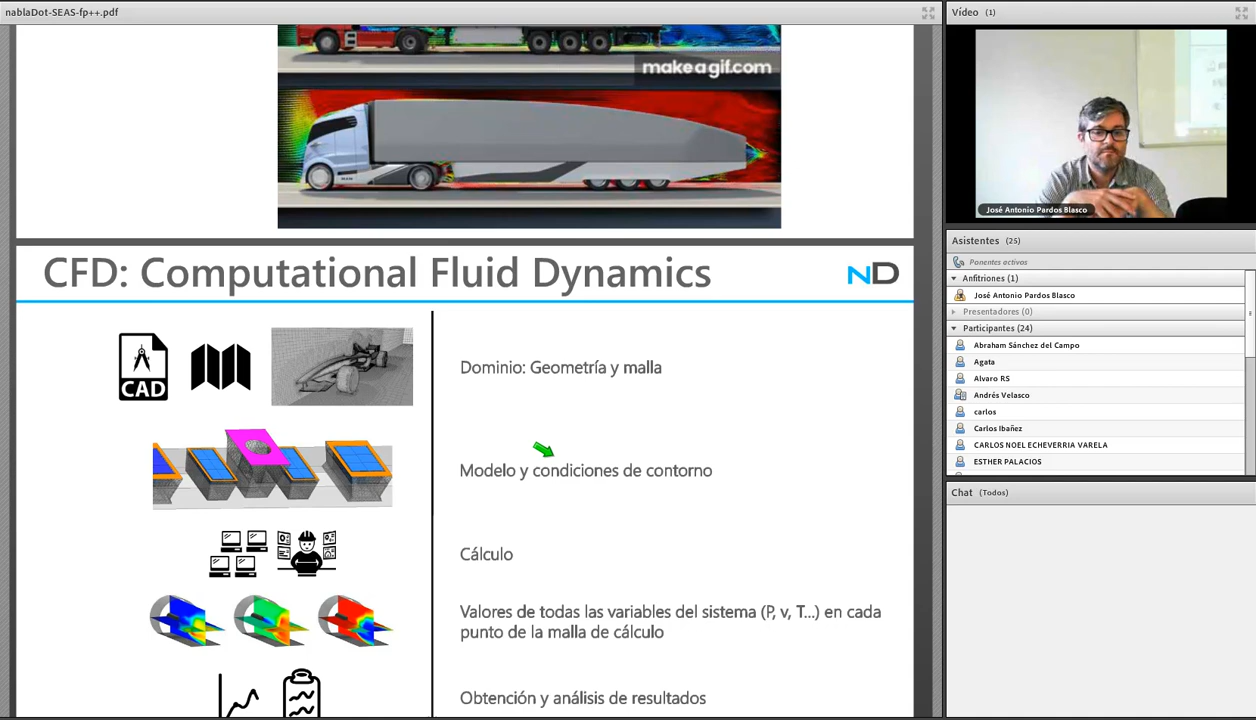 nablaDot-SEAS-fp++.pdf
makeagif.com
CFD: Computational Fluid Dynamics
ND
CAD
Dominio: Geometría y malla
Modelo y condiciones de contorno
Cálculo
Valores de todas las variables del sistema (P, v, T...) en cada
punto de la malla de cálculo
Obtención y análisis de resultados
Vídeo (1)
José Antonio Pardos Blasco
Asistentes (25)
Ponentes activos
Anfitriones (1)
José Antonio Pardos Blasco
Presentadores (0)
Participantes (24)
Abraham Sánchez del Campo
Agata
Alvaro RS
Andrés Velasco
carlos
Carlos Ibañez
CARLOS NOEL ECHEVERRIA VARELA
ESTHER PALACIOS
Chat (Todos)